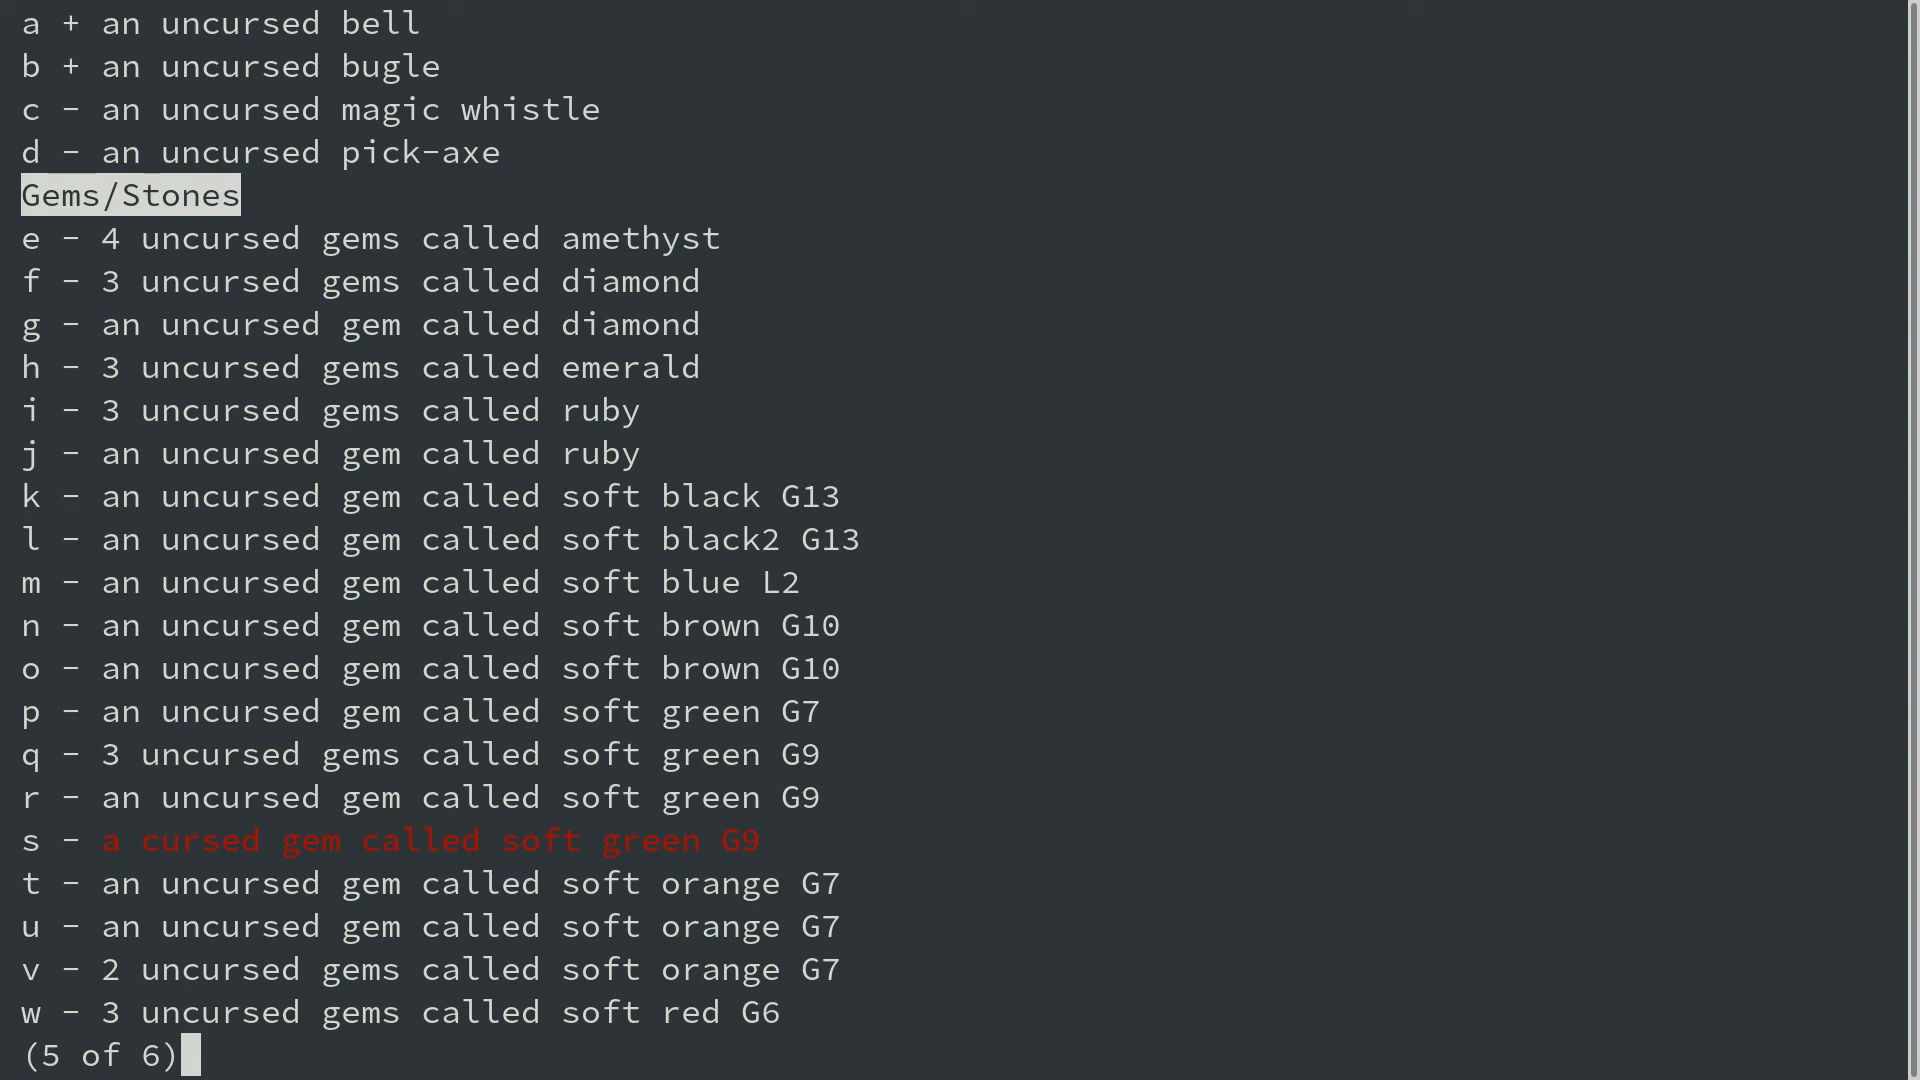 a + an uncursed bell
b + an uncursed bugle
c - an uncursed magic whistle
d - an uncursed pick-axe
Gems/Stones
e - 4 uncursed gems called amethyst
f - 3 uncursed gems called diamond
g - an uncursed gem called diamond
h - 3 uncursed gems called emerald
i - 3 uncursed gems called ruby
j - an uncursed gem called ruby
k - an uncursed gem called soft black G13
l - an uncursed gem called soft black2 G13
m - an uncursed gem called soft blue L2
n - an uncursed gem called soft brown G10
o - an uncursed gem called soft brown G10
p - an uncursed gem called soft green G7
q - 3 uncursed gems called soft green G9
r - an uncursed gem called soft green G9
s - a cursed gem called soft green G9
t - an uncursed gem called soft orange G7
u - an uncursed gem called soft orange G7
v - 2 uncursed gems called soft orange G7
w - 3 uncursed gems called soft red G6
(5 of 6)